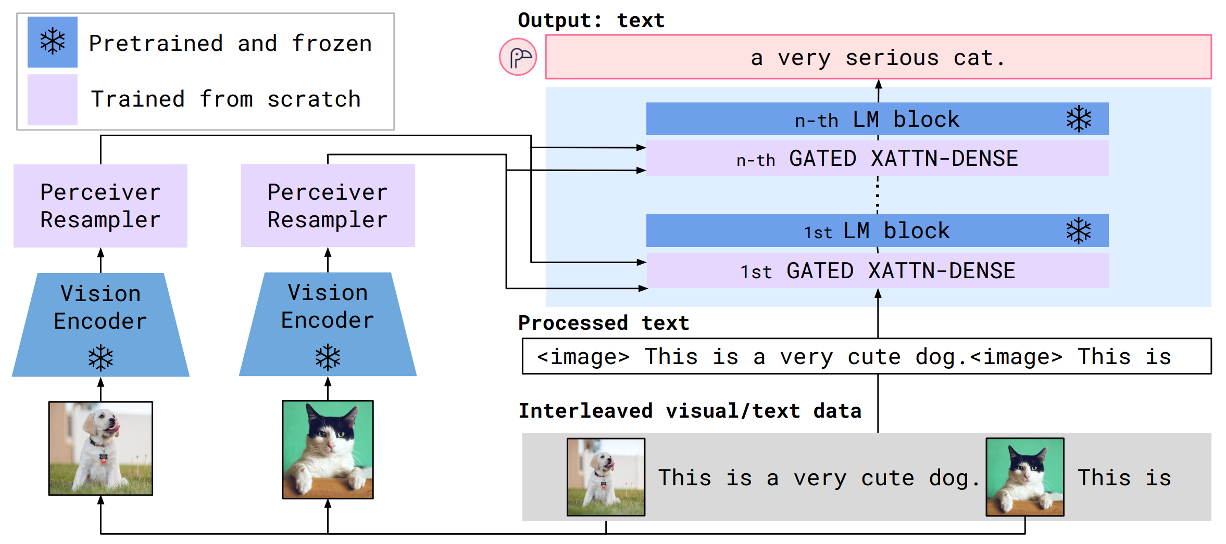 Pretrained and frozen
Trained from scratch
Perceiver
Resampler
Perceiver
Resampler
Vision
Encoder
Vision
Encoder
Output: text
a very serious cat.
n-th LM block
n-th GATED XATTN-DENSE
1st LM block
1st GATED XATTN-DENSE
Processed text
<image> This is a very cute dog.<image> This is
Interleaved visual/text data
This is a very cute dog.
This is